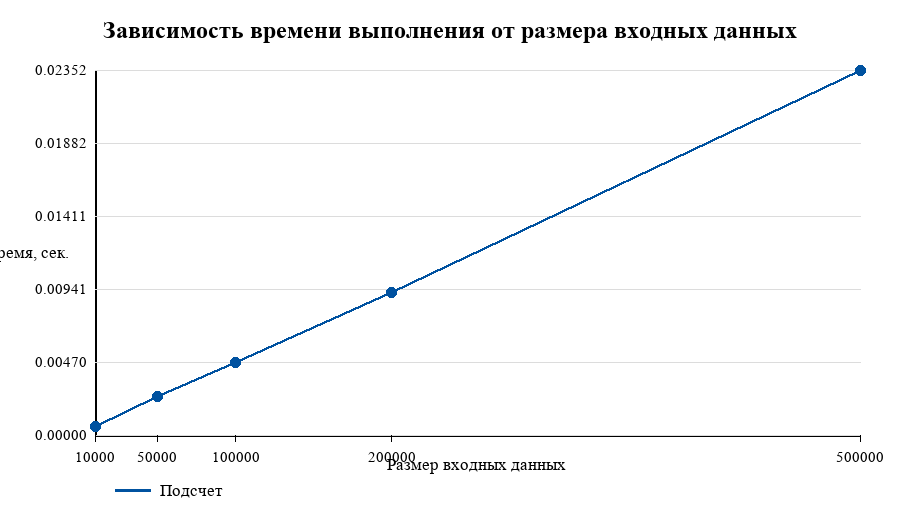 Зависимость времени выполнения от размера входных данных
0.02352
0.01882
0.01411
ремя, сек.
0.00941
0.00470
0.00000
10000 50000 100000 200000 500000
Размер входных данных
Подсчет